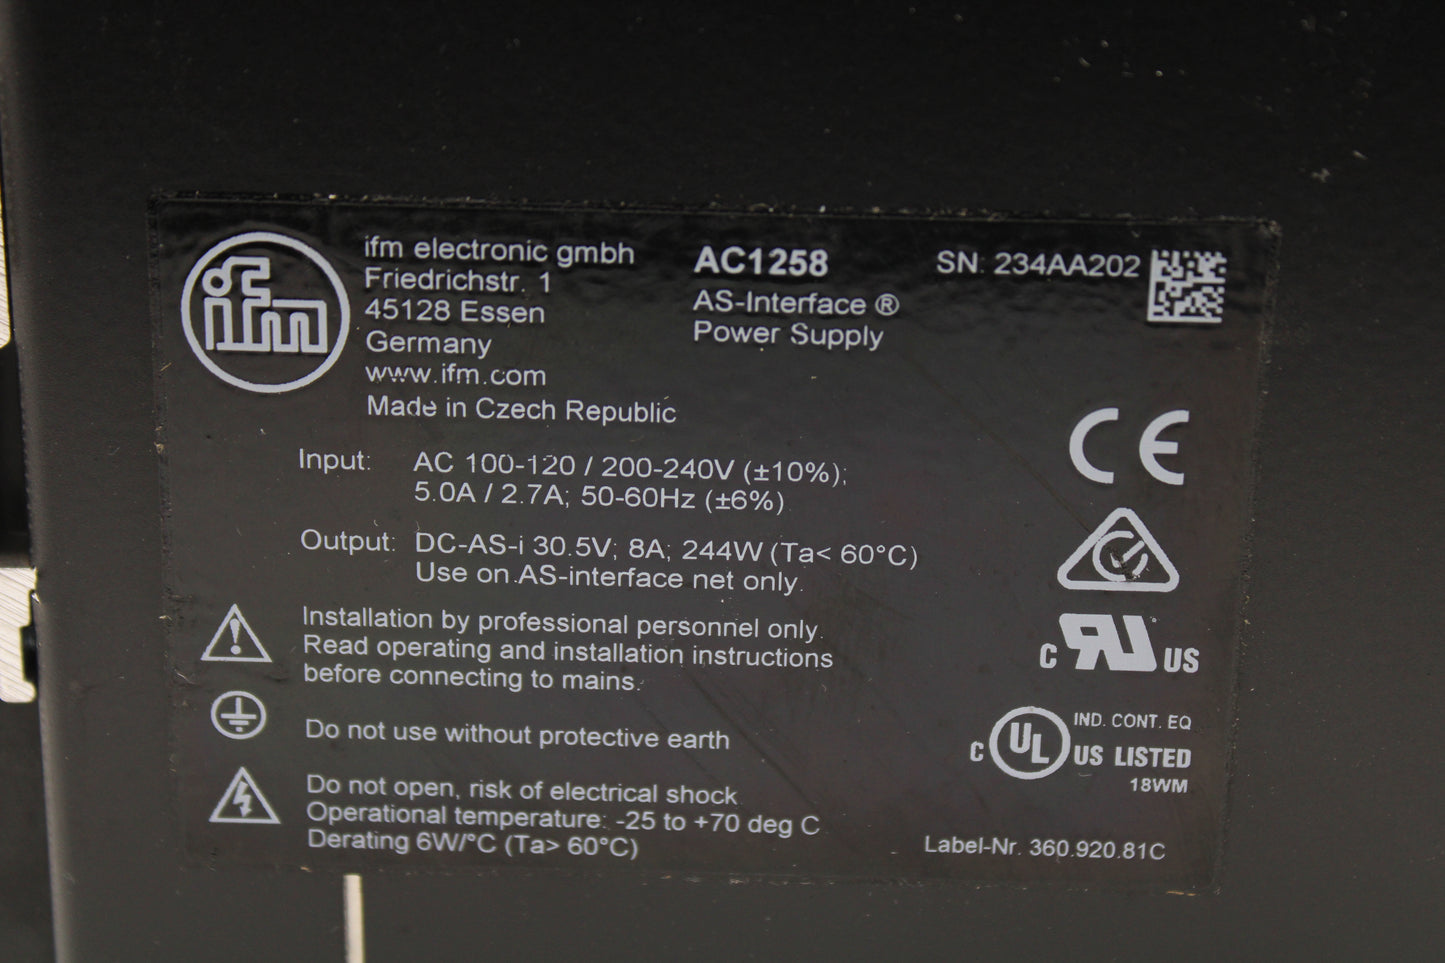 ifm
ifm electronic gmbh
Friedrichstr. 1
45128 Essen
Germany
www.ifm.com
Made in Czech Republic
AC1258
AS-Interface ®
Power Supply
SN: 234AA202
Input: AC 100-120 / 200-240V (±10%);
5.0A / 2.7A; 50-60Hz (±6%)
Output: DC-AS-i 30.5V; 8A; 244W (Ta< 60°C)
Use on AS-interface net only.
Installation by professional personnel only.
Read operating and installation instructions
before connecting to mains.
Do not use without protective earth
Do not open, risk of electrical shock
Operational temperature: -25 to +70 deg C
Derating 6W/°C (Ta> 60°C)
CE
c RU US
c UL US LISTED
IND. CONT. EQ
18WM
Label-Nr. 360.920.81C